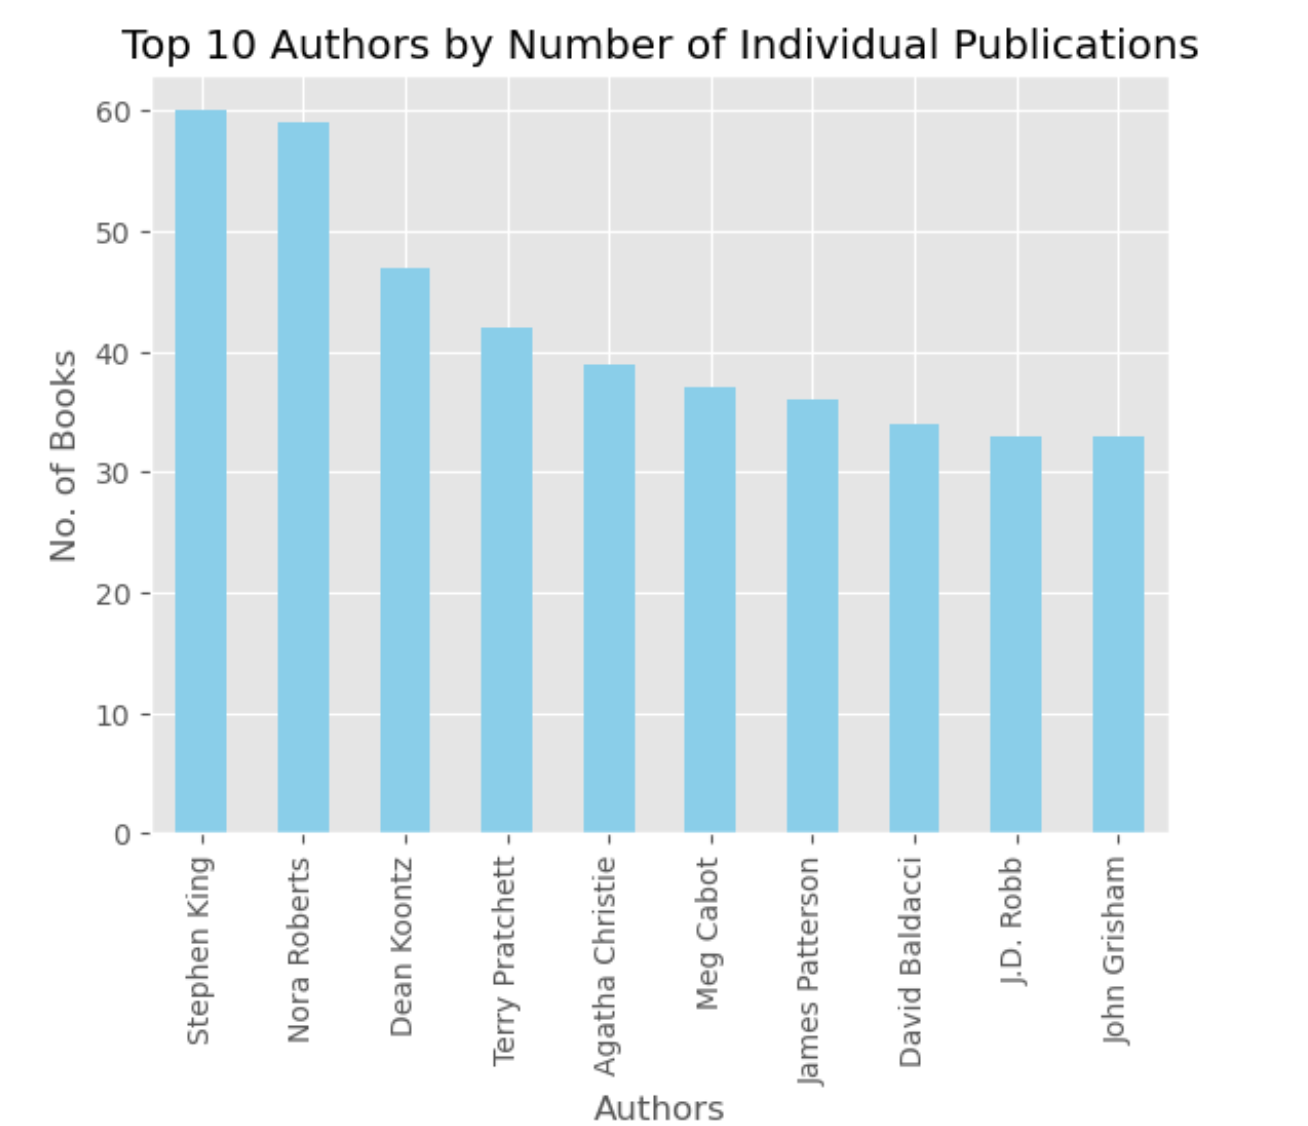 Top 10 Authors by Number of Individual Publications
No. of Books
60
50
40
30
20
10
0
Stephen King
Nora Roberts
Dean Koontz
Terry Pratchett
Agatha Christie
Meg Cabot
James Patterson
David Baldacci
J.D. Robb
John Grisham
Authors